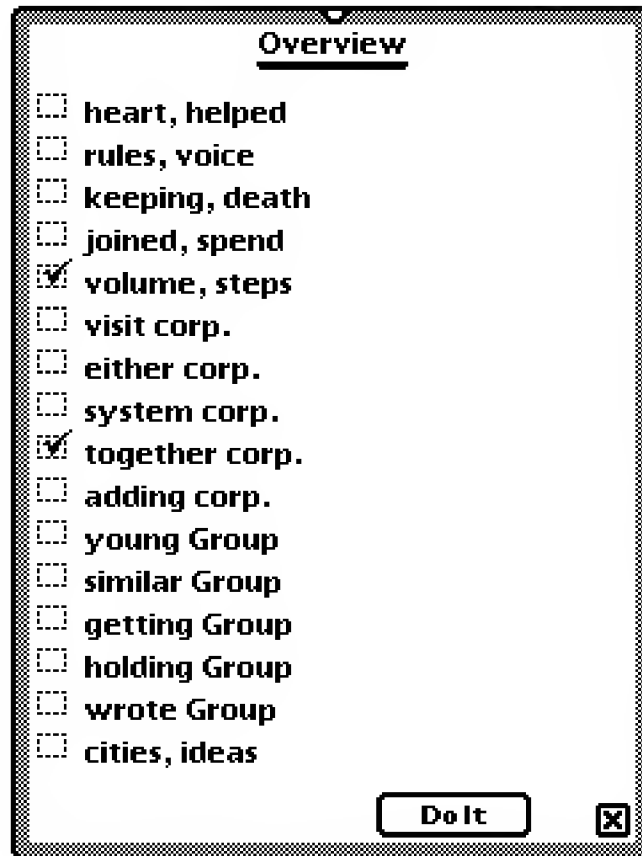 Overview
heart, helped
rules, voice
keeping, death
joined, spend
volume, steps
visit corp.
either corp.
system corp.
together corp.
adding corp.
young Group
similar Group
getting Group
holding Group
wrote Group
cities, ideas
Do It